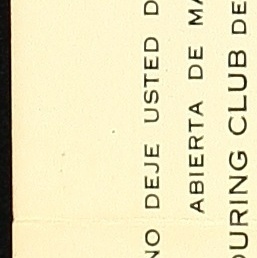 NO DEJE USTED D
ABIERTA DE MA
OURING CLUB DE